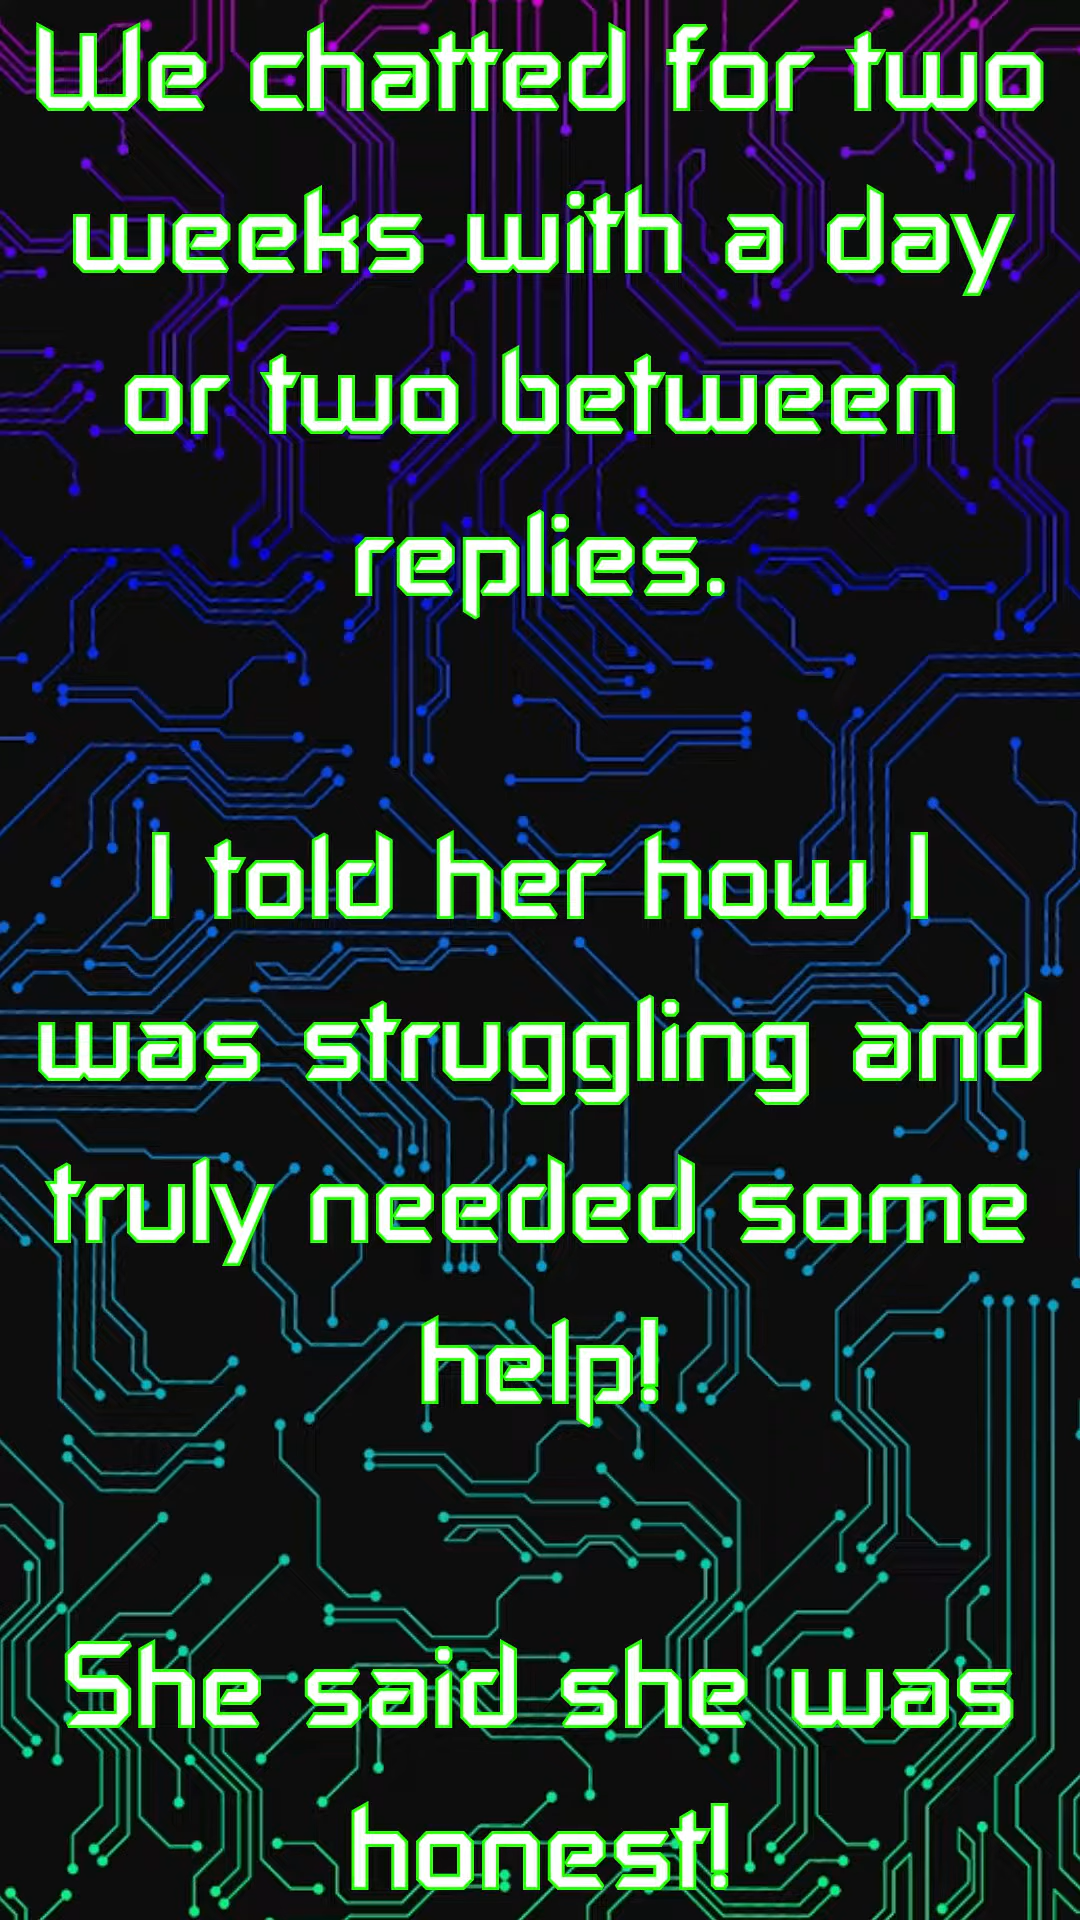 We chatted for two
weeks with a day
or two between
replies.
I told her how I
was struggling and
truly needed some
help!
She said she was
honest!